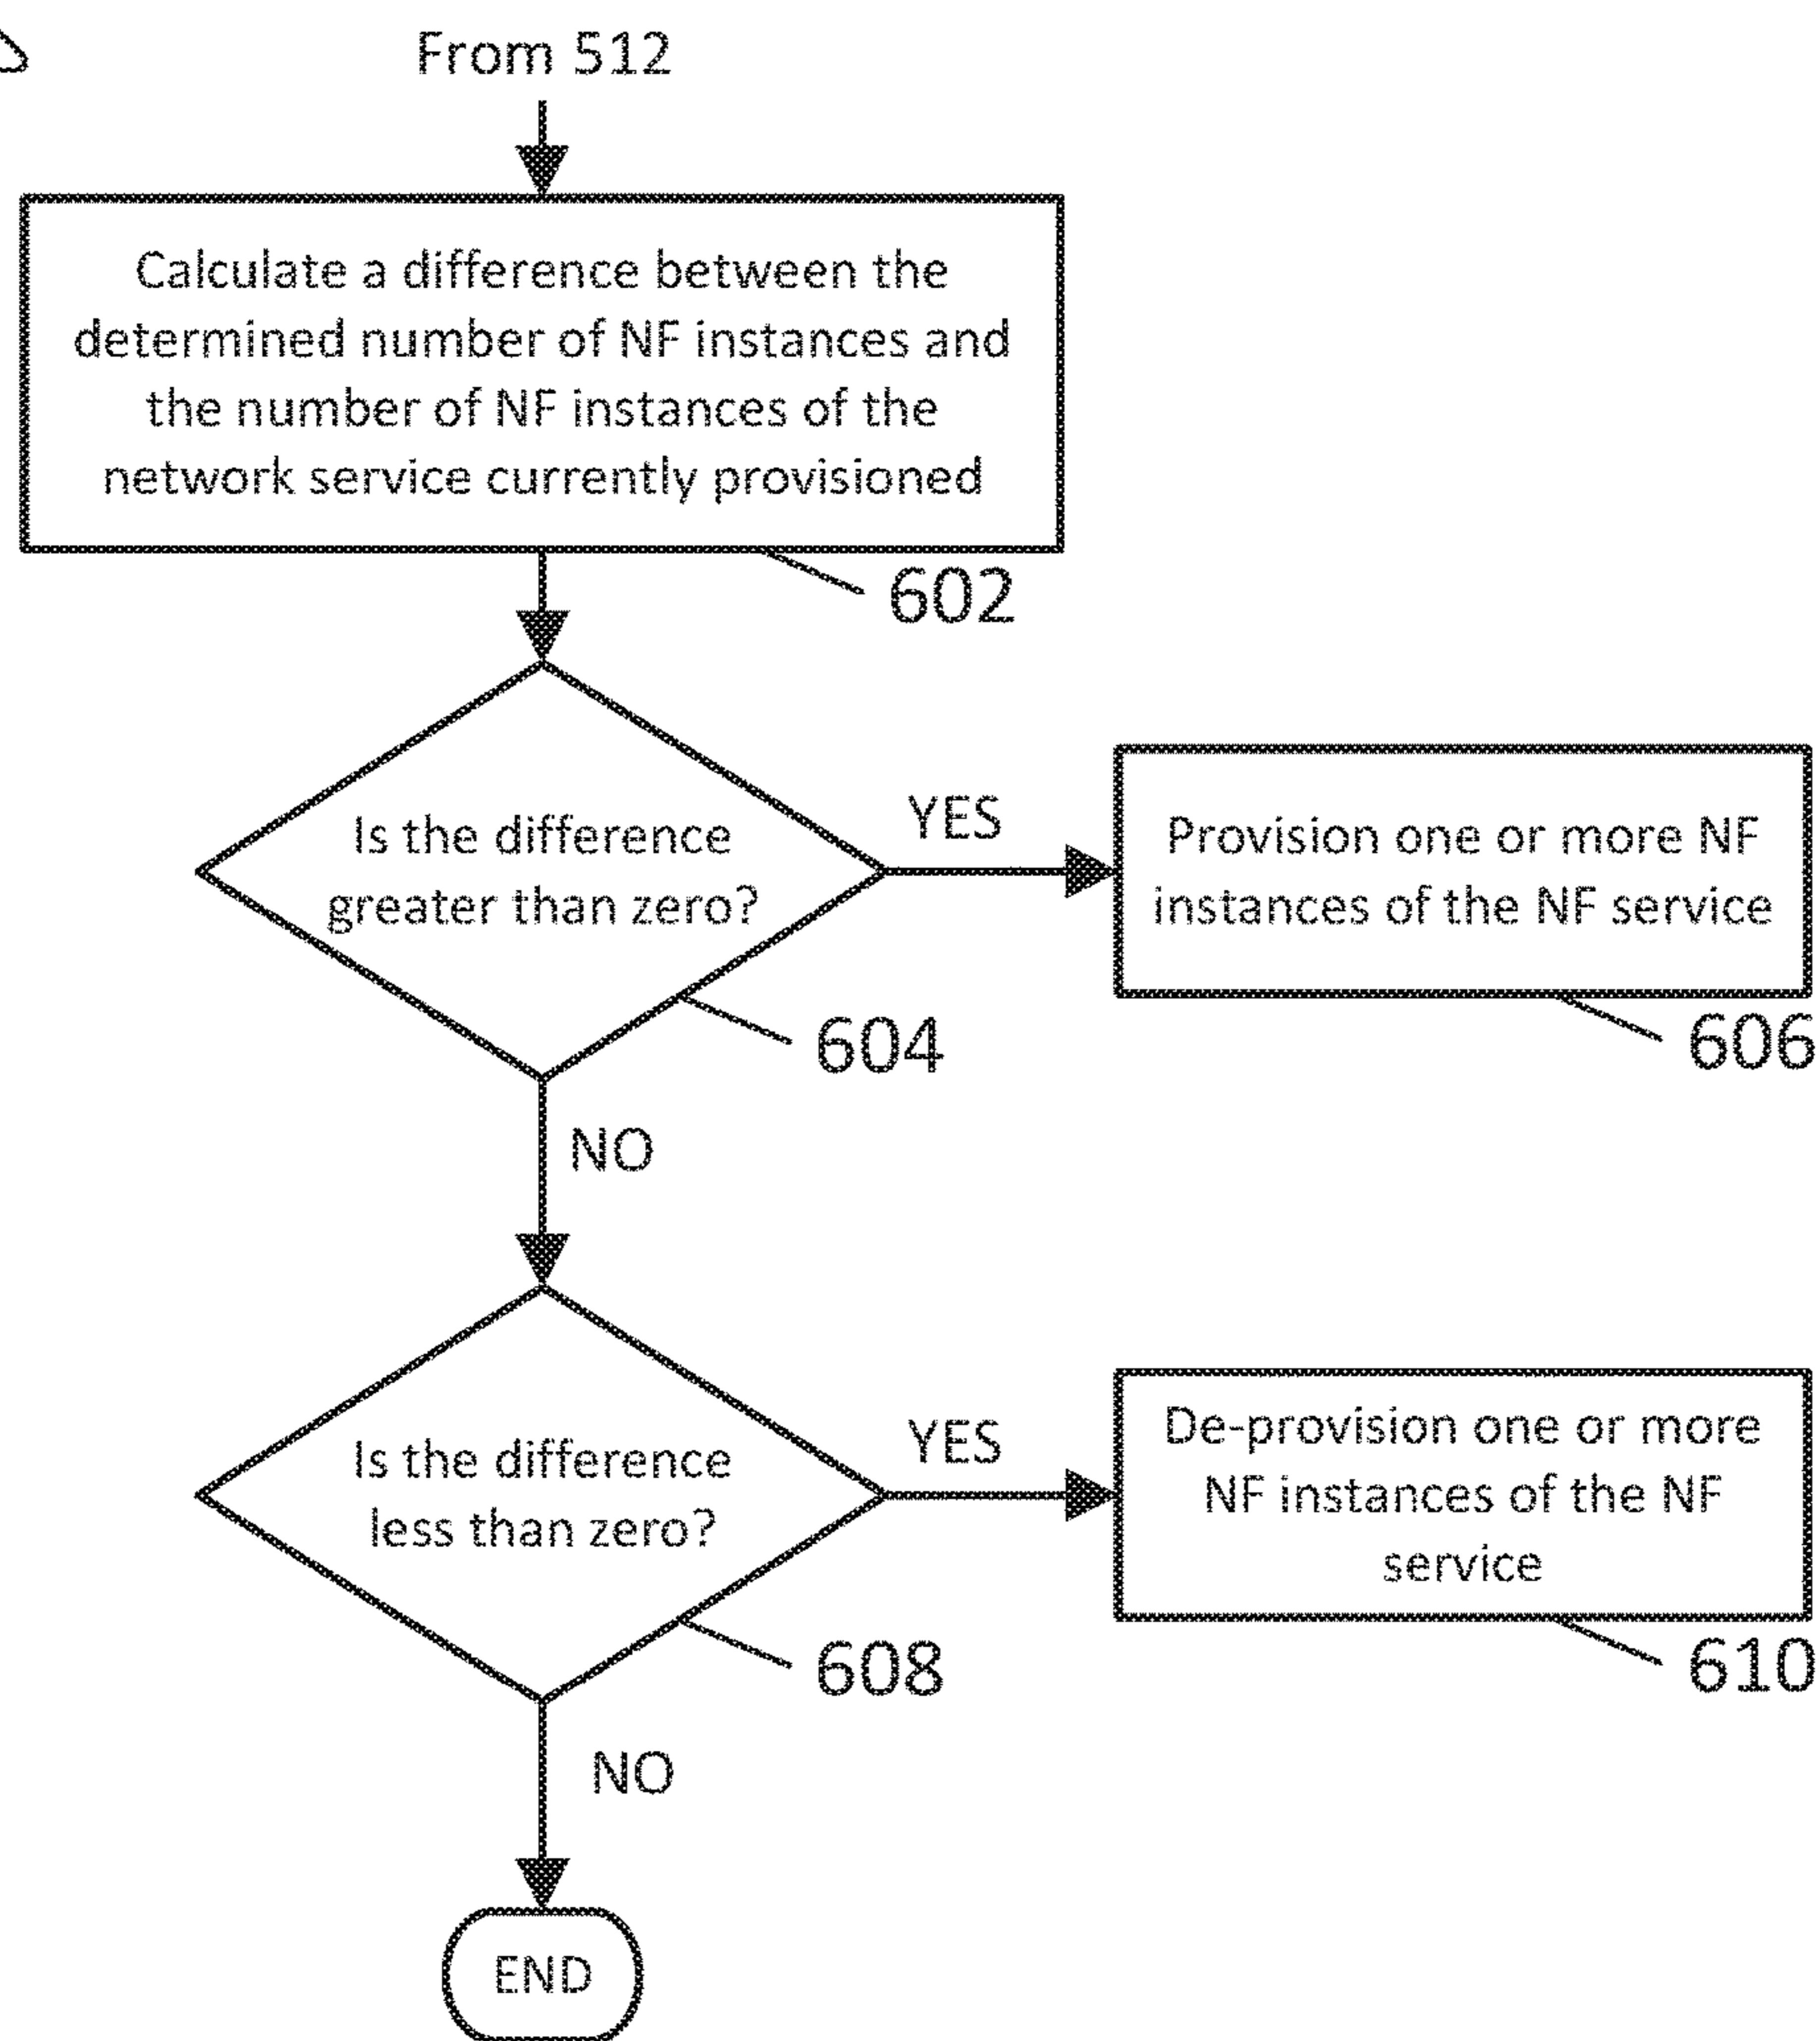 From 512
Calculate a difference between the
determined number of NF instances and
the number of NF instances of the
network service currently provisioned
602
Is the difference
greater than zero?
YES
Provision one or more NF
instances of the NF service
604
606
NO
Is the difference
less than zero?
YES
De-provision one or more
NF instances of the NF
service
608
610
NO
END